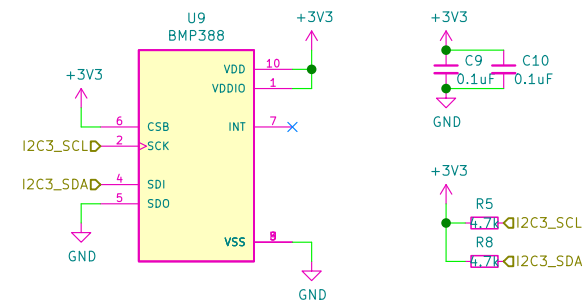 U9
BMP388
+3V3
+3V3
+3V3
VDD 10
VDDIO 1
C9
0.1uF
C10
0.1uF
GND
6 CSB
INT 7
I2C3_SCL 2 SCK
I2C3_SDA 4 SDI
5 SDO
GND
VSS
GND
+3V3
R5
4.7k
I2C3_SCL
R8
4.7k
I2C3_SDA